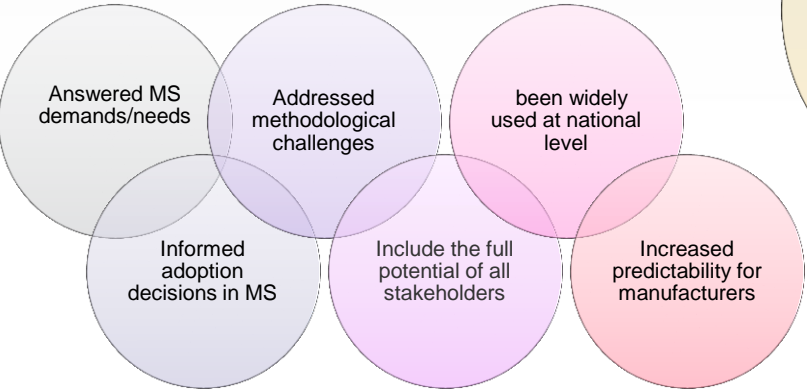 Answered MS
demands/needs
Addressed
methodological
challenges
been widely
used at national
level
Informed
adoption
decisions in MS
Include the full
potential of all
stakeholders
Increased
predictability for
manufacturers